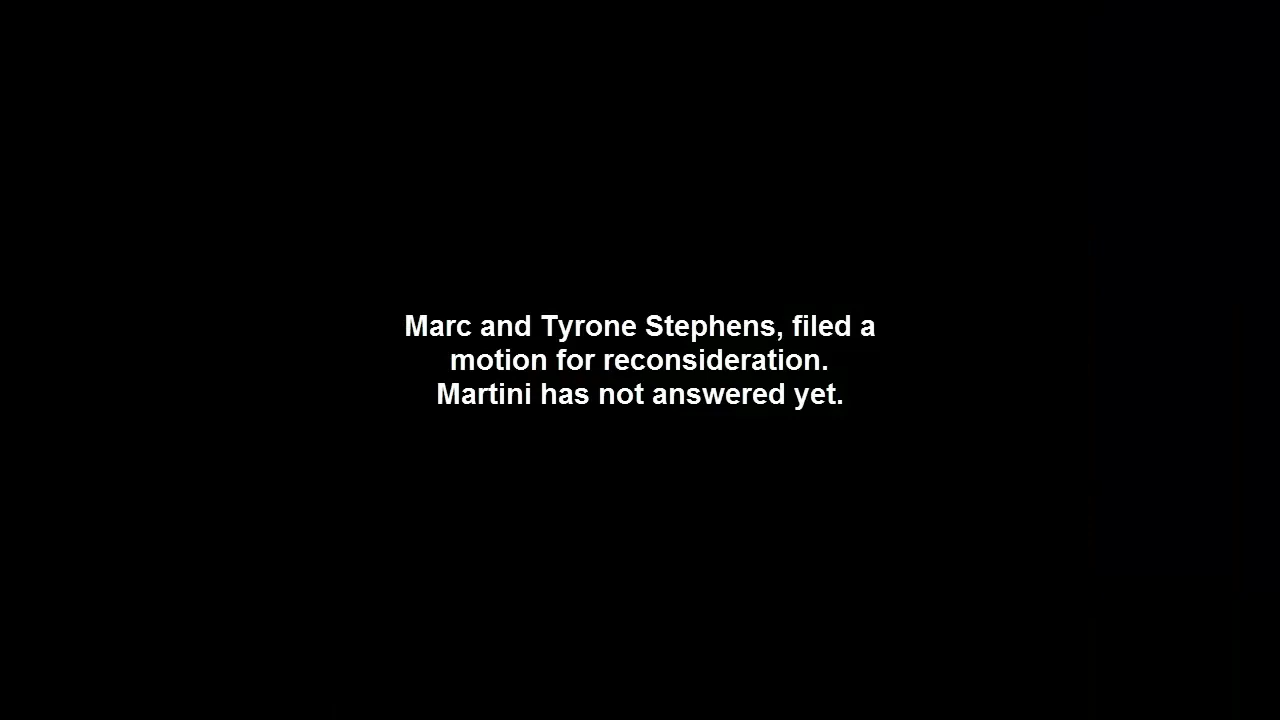 Marc and Tyrone Stephens, filed a
motion for reconsideration.
Martini has not answered yet.